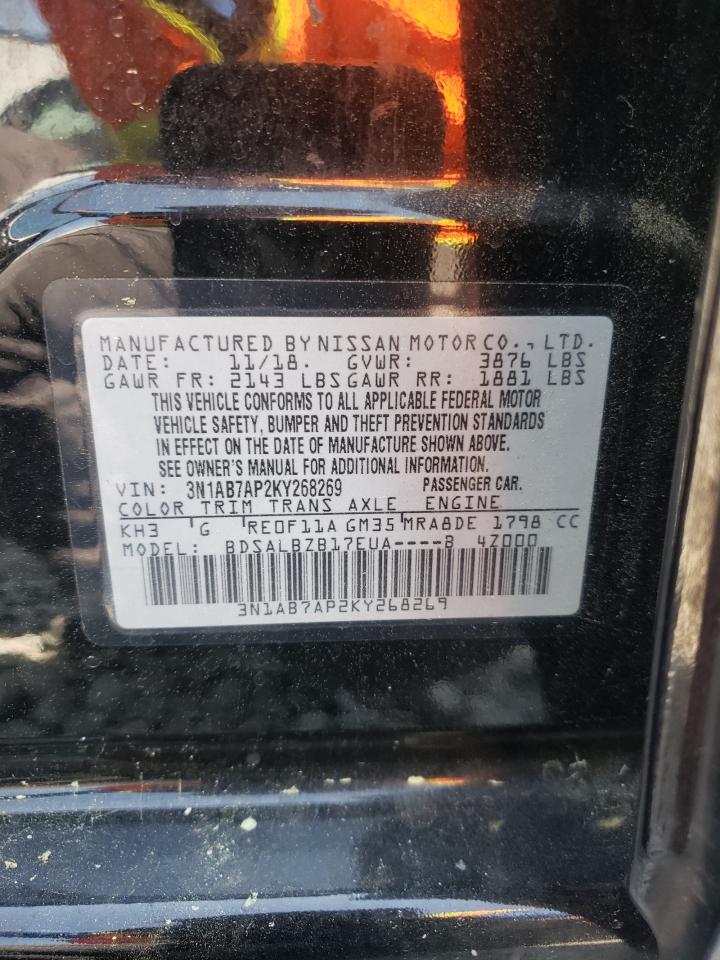 MANUFACTURED BY NISSAN MOTOR CO., LTD.
DATE: 11/18. GVWR: 3876 LBS
GAWR FR: 2143 LBS GAWR RR: 1881 LBS
THIS VEHICLE CONFORMS TO ALL APPLICABLE FEDERAL MOTOR
VEHICLE SAFETY, BUMPER AND THEFT PREVENTION STANDARDS
IN EFFECT ON THE DATE OF MANUFACTURE SHOWN ABOVE.
SEE OWNER'S MANUAL FOR ADDITIONAL INFORMATION.
VIN: 3N1AB7AP2KY268269 PASSENGER CAR.
COLOR TRIM TRANS AXLE ENGINE
KH3 G RE0F11A GM35 MRA8DE 1798 CC
MODEL: BDSALBZB17EUA----B 4Z000
3N1AB7AP2KY268269